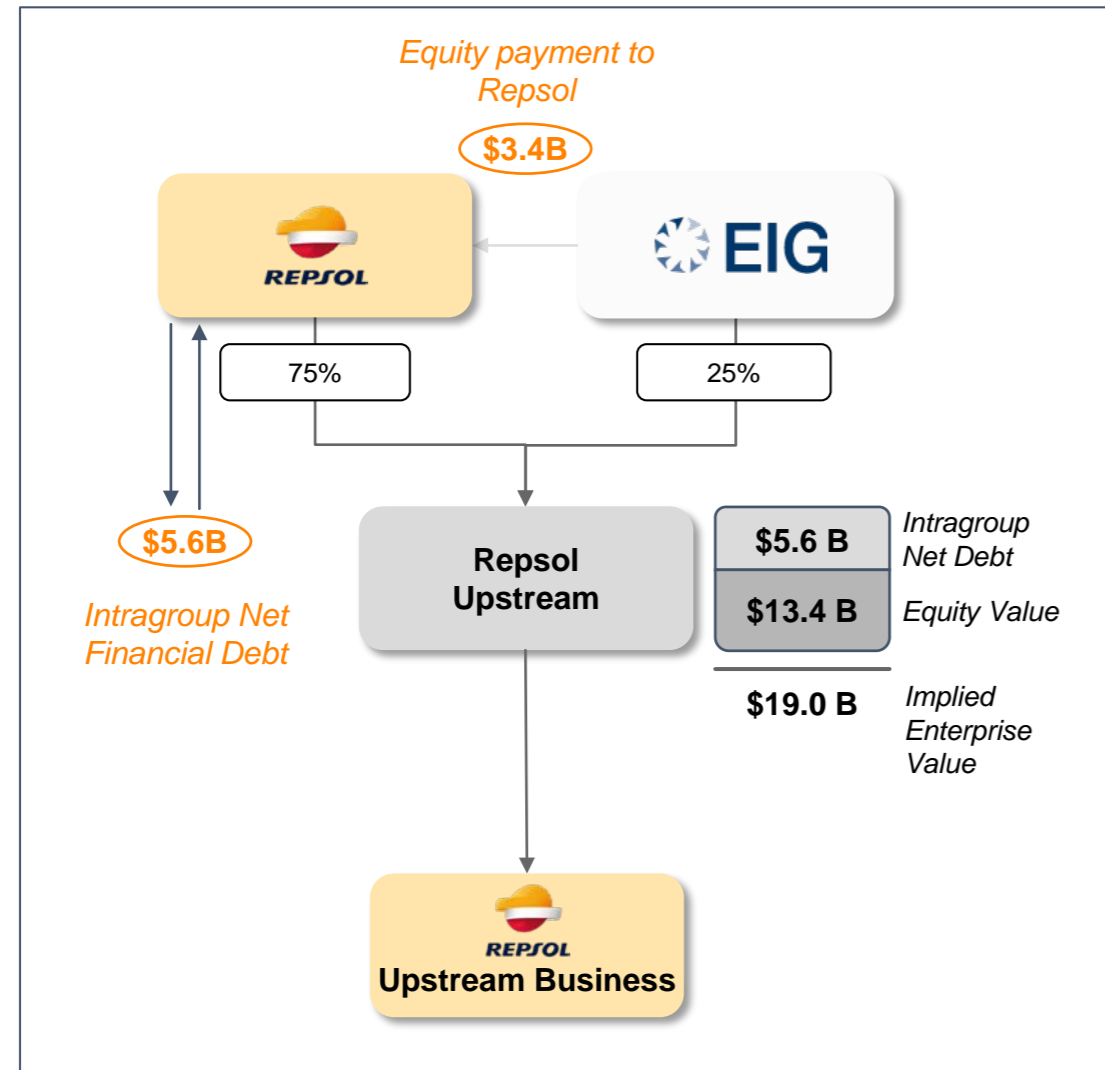 Equity payment to
Repsol
$3.4B
REPSOL
EIG
75%
25%
$5.6B
Intragroup Net
Financial Debt
Repsol
Upstream
$5.6 B
Intragroup
Net Debt
$13.4 B
Equity Value
$19.0 B
Implied
Enterprise
Value
REPSOL
Upstream Business